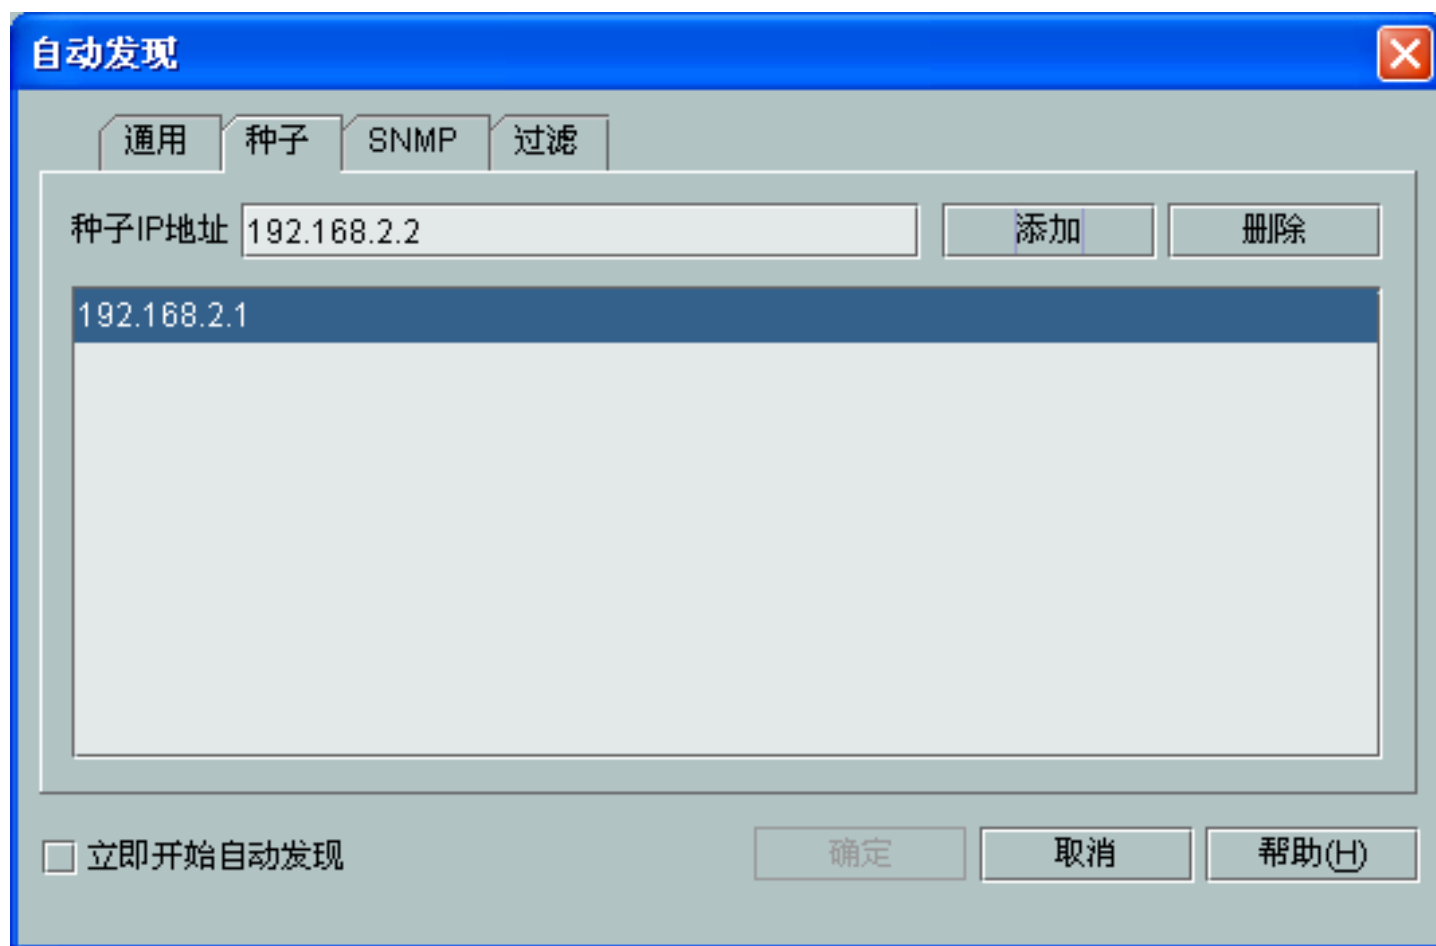 自动发现
通用 种子 SNMP 过滤
种子IP地址 192.168.2.2 添加 删除
192.168.2.1
立即开始自动发现 确定 取消 帮助(H)